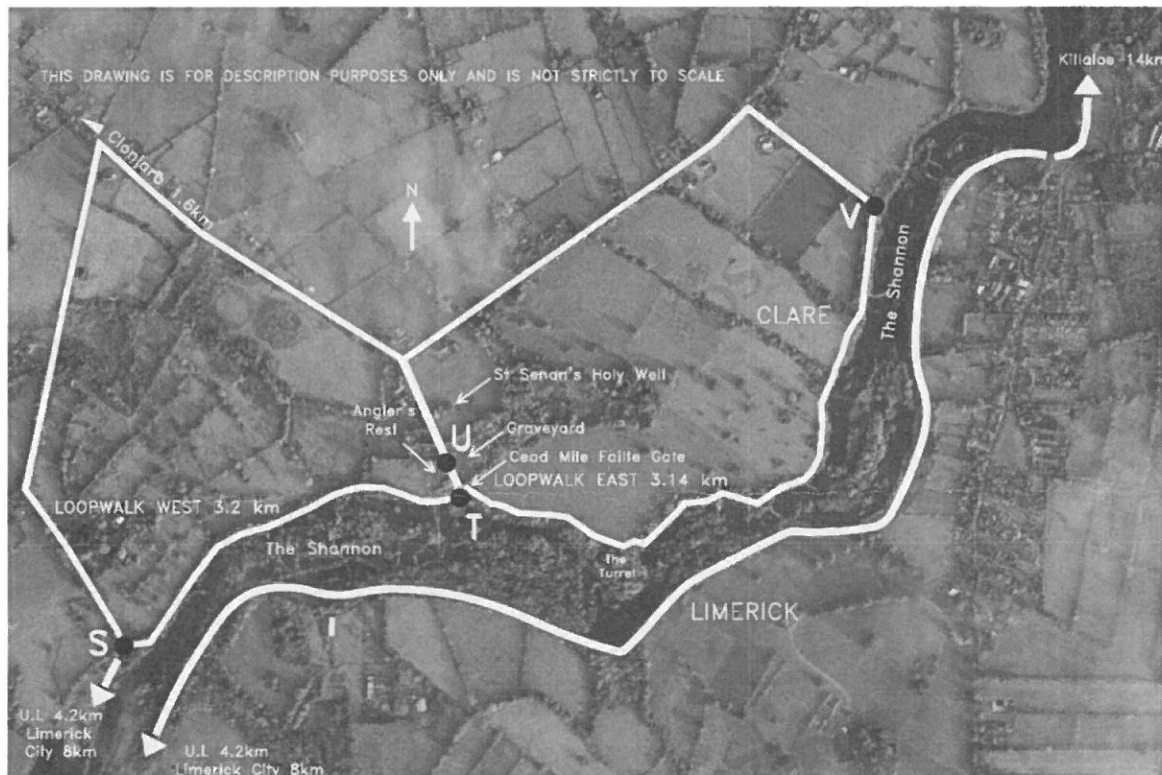 THIS DRAWING IS FOR DESCRIPTION PURPOSES ONLY AND IS NOT STRICTLY TO SCALE
Killaloe 14km
Clonlara 1.6km
N
V
The Shannon
CLARE
St Senan's Holy Well
Angler's
Rest
U
Graveyard
Cead Mile Failte Gate
LOOPWALK EAST 3.14 km
LOOPWALK WEST 3.2 km
T
The Shannon
The
Turret
LIMERICK
S
U.L 4.2km
Limerick
City 8km
U.L 4.2km
Limerick City 8km